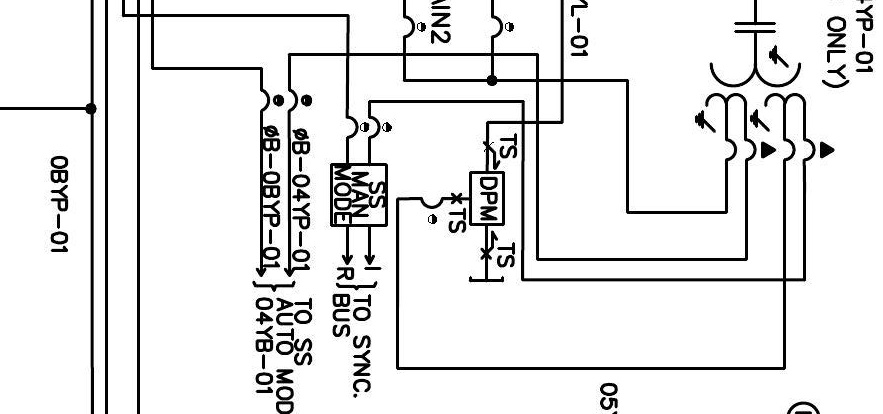 YP-01
ONLY)
L-01
AIN2
TS
DPM
TS
TS
SS
MAN
MODE
I
R
TO SYNC.
BUS
ØB-04YP-01
ØB-0BYP-01
TO SS
AUTO MOD
04YB-01
0BYP-01
05